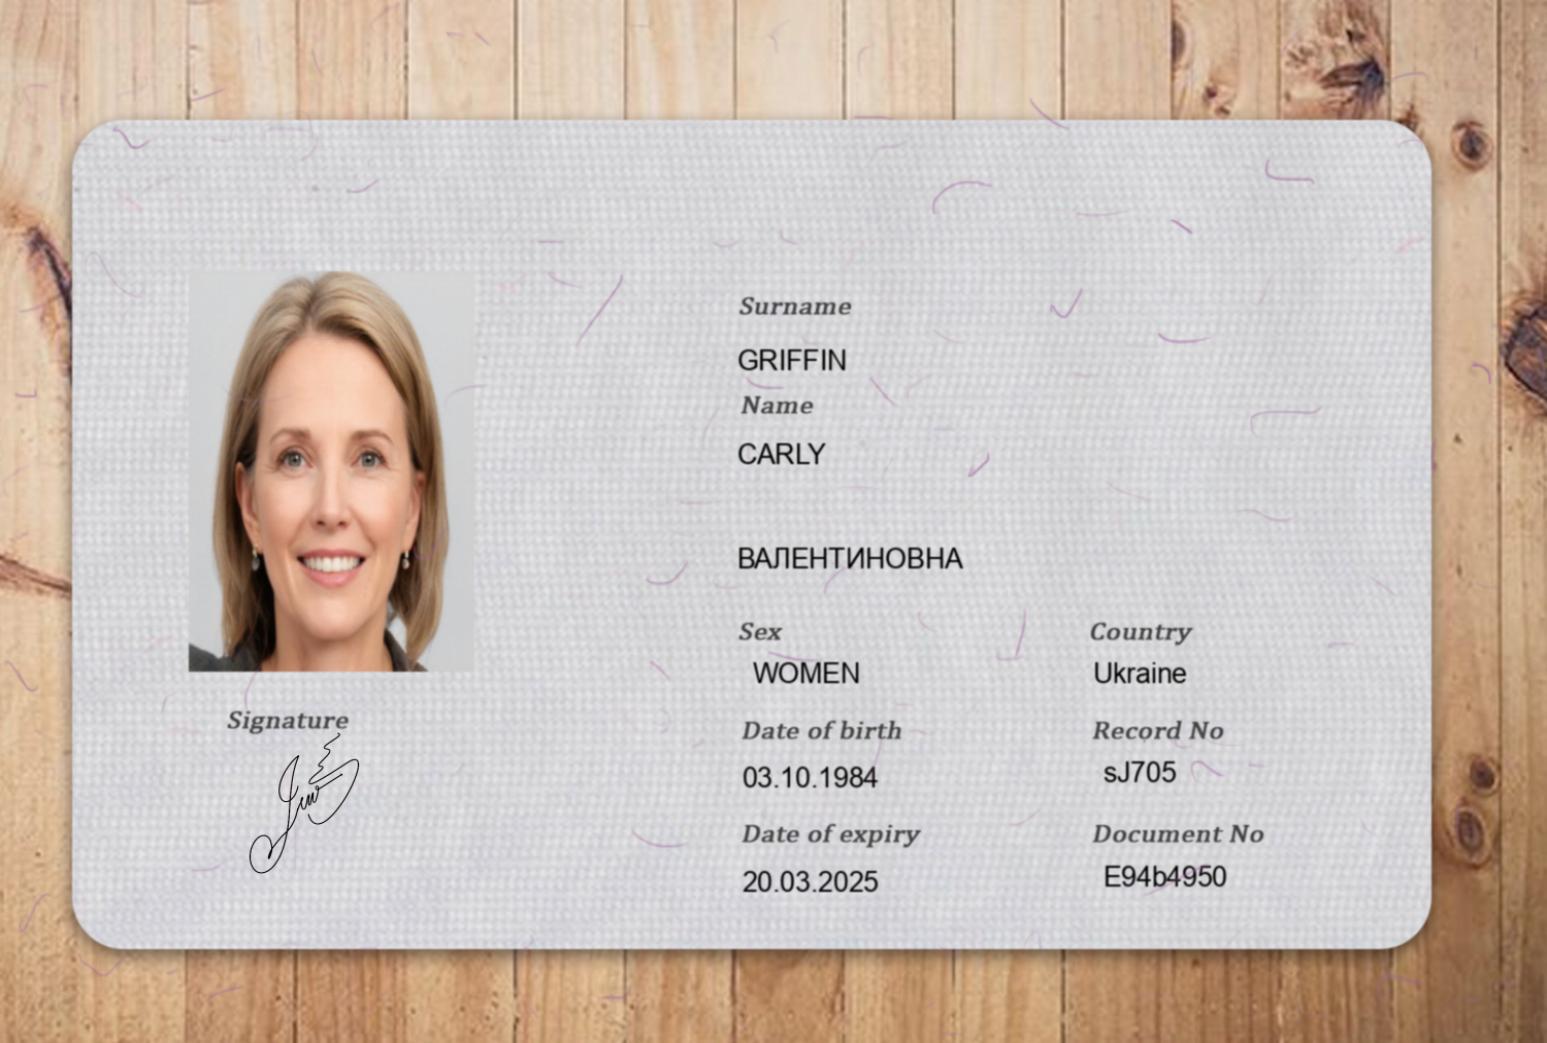 Surname
GRIFFIN
Name
CARLY
ВАЛЕНТИНОВНА
Sex
Country
WOMEN
Ukraine
Date of birth
Record No
03.10.1984
sJ705
Date of expiry
Document No
20.03.2025
E94b4950
Signature